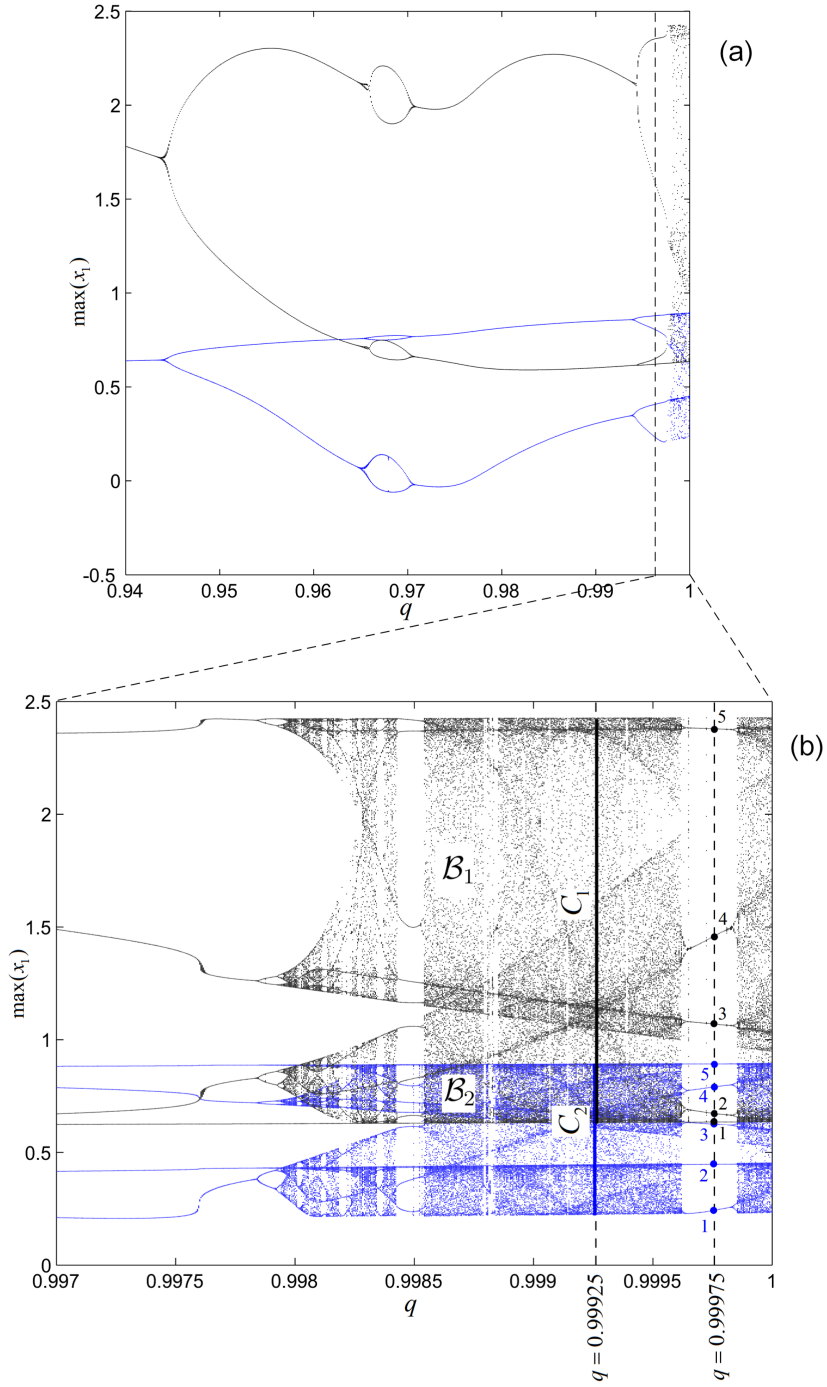 2.5
(a)
2
1.5
max(x₁)
1
0.5
0
-0.5
0.94 0.95 0.96 0.97 0.98 0.99 1
q
2.5
5
(b)
2
ℬ₁
C₁
4
1.5
max(x₁)
3
1
5
ℬ₂
4
C₂
2
1
3
0.5
2
1
0
0.997 0.9975 0.998 0.9985 0.999 0.9995 1
q
q = 0.99925
q = 0.99975